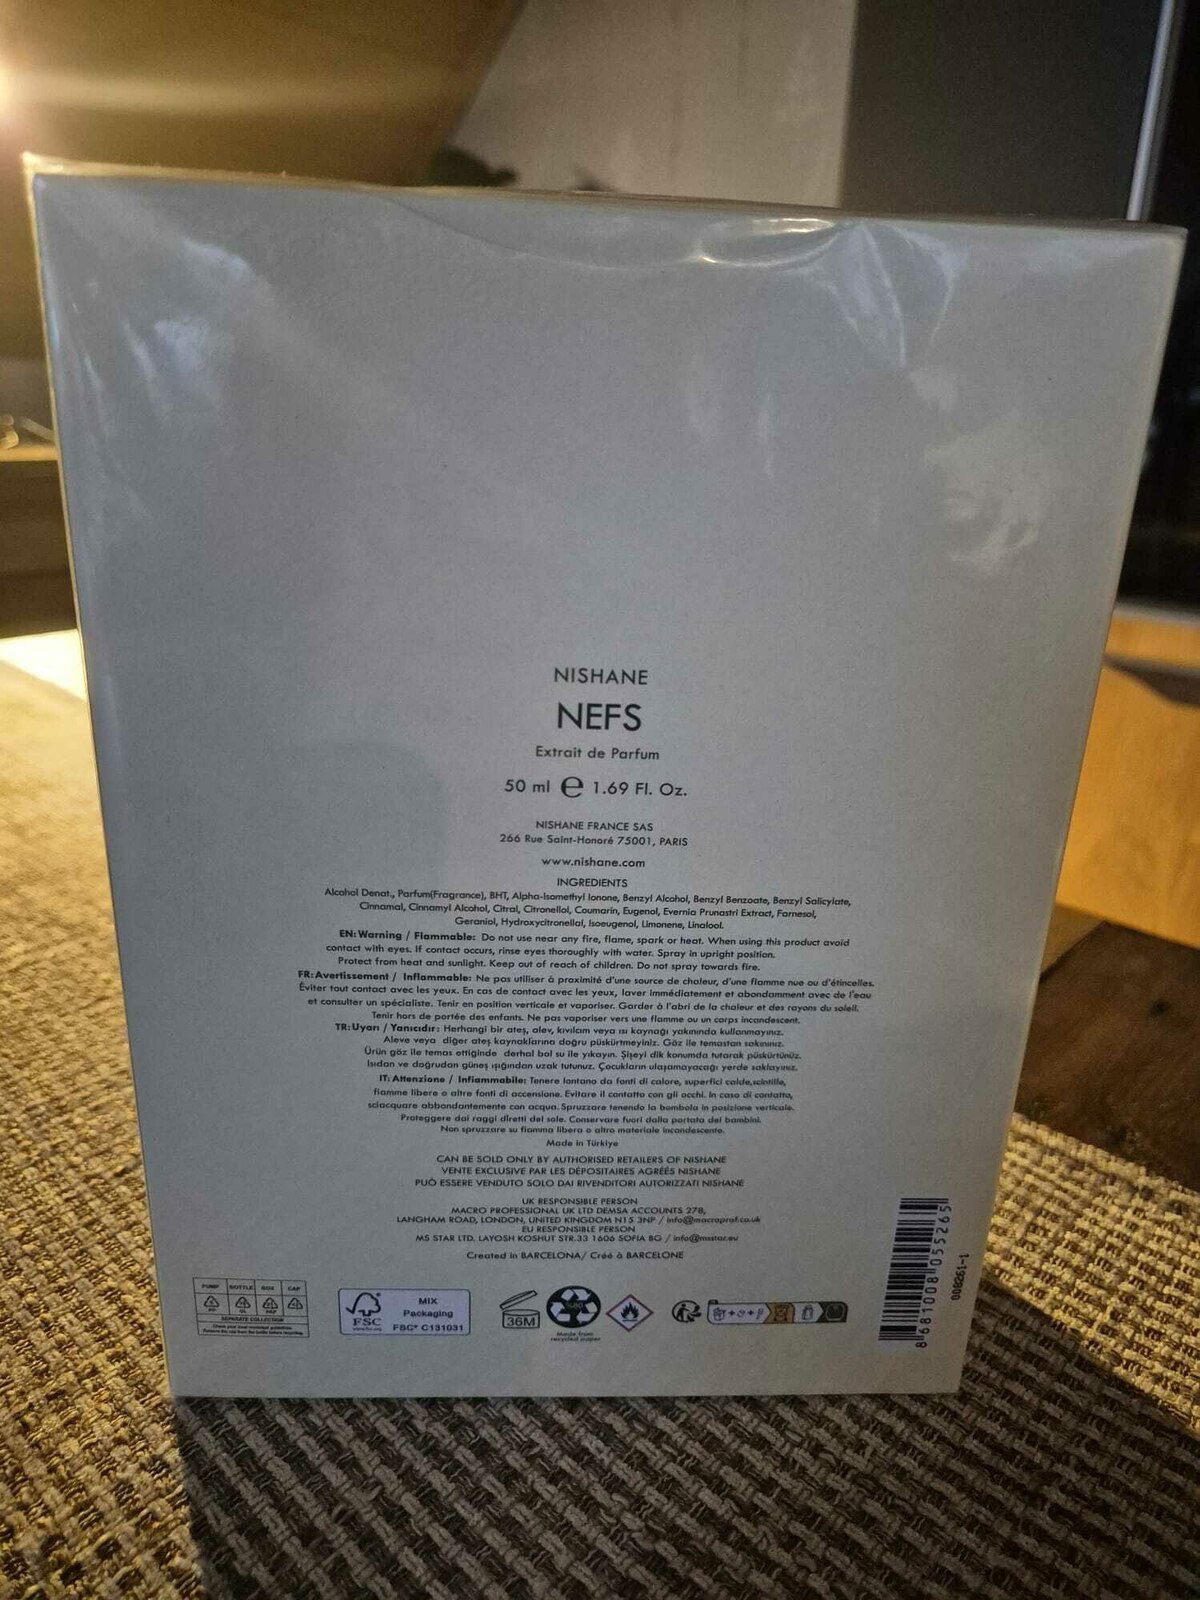 NISHANE
NEFS
Extrait de Parfum
50 ml e 1.69 Fl. Oz.
NISHANE FRANCE SAS
266 Rue Saint-Honoré 75001, PARIS
www.nishane.com
INGREDIENTS
Alcohol Denat., Parfum(Fragrance), BHT, Alpha-Isomethyl Ionone, Benzyl Alcohol, Benzyl Benzoate, Benzyl Salicylate,
Cinnamal, Cinnamyl Alcohol, Citral, Citronellol, Coumarin, Eugenol, Evernia Prunastri Extract, Farnesol,
Geraniol, Hydroxycitronellal, Isoeugenol, Limonene, Linalool.
EN: Warning / Flammable: Do not use near any fire, flame, spark or heat. When using this product avoid
contact with eyes. If contact occurs, rinse eyes thoroughly with water. Spray in upright position.
Protect from heat and sunlight. Keep out of reach of children. Do not spray towards fire.
FR: Avertissement / Inflammable: Ne pas utiliser à proximité d'une source de chaleur, d'une flamme nue ou d'étincelles.
Éviter tout contact avec les yeux. En cas de contact avec les yeux, laver immédiatement et abondamment avec de l'eau
et consulter un spécialiste. Tenir en position verticale et vaporiser. Garder à l'abri de la chaleur et des rayons du soleil.
Tenir hors de portée des enfants. Ne pas vaporiser vers une flamme ou un corps incandescent.
TR: Uyarı / Yanıcıdır: Herhangi bir ateş, alev, kıvılcım veya ısı kaynağı yakınında kullanmayınız.
Aleve veya diğer ateş kaynaklarına doğru püskürtmeyiniz. Göz ile temastan sakınınız.
Ürün göz ile temas ettiğinde derhal bol su ile yıkayın. Şişeyi dik konumda tutarak püskürtünüz.
Isıdan ve doğrudan güneş ışığından uzak tutunuz. Çocukların ulaşamayacağı yerde saklayınız.
IT: Attenzione / Infiammabile: Tenere lontano da fonti di calore, superfici calde,scintille,
fiamme libere o altre fonti di accensione. Evitare il contatto con gli occhi. In caso di contatto,
sciacquare abbondantemente con acqua. Spruzzare tenendo la bombola in posizione verticale.
Proteggere dai raggi diretti del sole. Conservare fuori dalla portata dei bambini.
Non spruzzare su fiamma libera o altro materiale incandescente.
Made in Türkiye
CAN BE SOLD ONLY BY AUTHORISED RETAILERS OF NISHANE
VENTE EXCLUSIVE PAR LES DÉPOSITAIRES AGRÉÉS NISHANE
PUÒ ESSERE VENDUTO SOLO DAI RIVENDITORI AUTORIZZATI NISHANE
UK RESPONSIBLE PERSON
MACRO PROFESSIONAL UK LTD DEMSA ACCOUNTS 278,
LANGHAM ROAD, LONDON, UNITED KINGDOM N15 3NP / info@macroprof.co.uk
EU RESPONSIBLE PERSON
MS STAR LTD. LAYOSH KOSHUT STR.33 1606 SOFIA BG / info@msstar.eu
Created in BARCELONA/ Créé à BARCELONE
PUMP BOTTLE BOX CAP
SEPARATE COLLECTION
FSC
MIX
Packaging
FSC® C131031
36M
Made from
recycled paper
8681008055265
008261-1